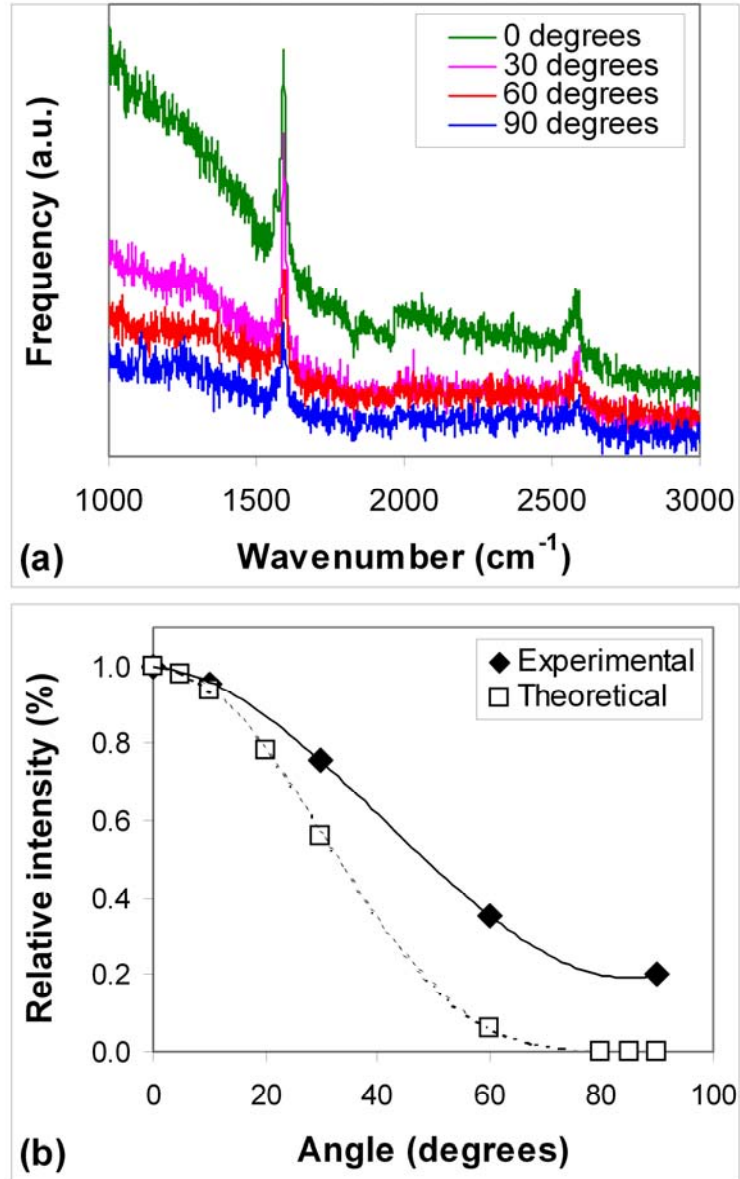 0 degrees
30 degrees
60 degrees
90 degrees
Frequency (a.u.)
1000 1500 2000 2500 3000
(a) Wavenumber (cm⁻¹)
Experimental
Theoretical
1.0
0.8
0.6
0.4
0.2
0.0
Relative intensity (%)
0 20 40 60 80 100
(b) Angle (degrees)